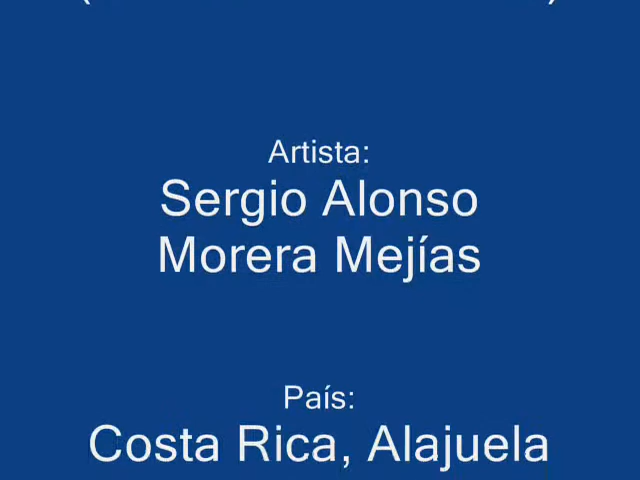 Artista:
Sergio Alonso
Morera Mejías
País:
Costa Rica, Alajuela